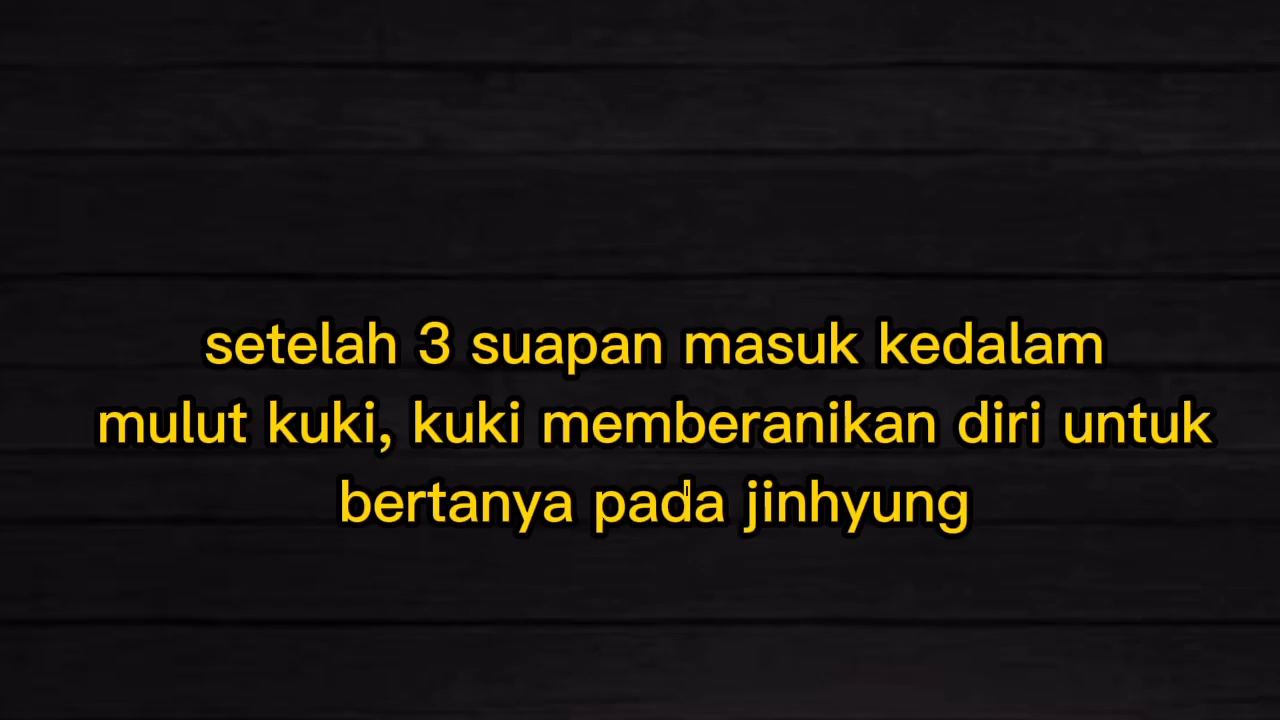 setelah 3 suapan masuk kedalam
mulut kuki, kuki memberanikan diri untuk
bertanya pada jinhyung